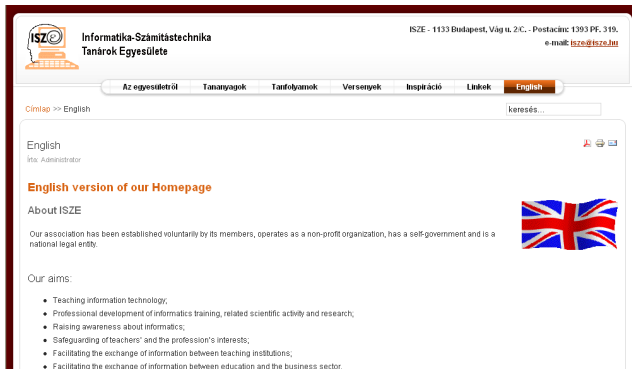 ISZE
Informatika-Számítástechnika
Tanárok Egyesülete
ISZE - 1133 Budapest, Vág u. 2/C. - Postacím: 1393 PF. 319.
e-mail: isze@isze.hu
Az egyesületről Tananyagok Tanfolyamok Versenyek Inspiráció Linkek English
Címlap >> English
keresés...
English
Írta: Administrator
English version of our Homepage
About ISZE
Our association has been established voluntarily by its members, operates as a non-profit organization, has a self-government and is a
national legal entity.
Our aims:
Teaching information technology;
Professional development of informatics training, related scientific activity and research;
Raising awareness about informatics;
Safeguarding of teachers' and the profession's interests;
Facilitating the exchange of information between teaching institutions;
Facilitating the exchange of information between education and the business sector.